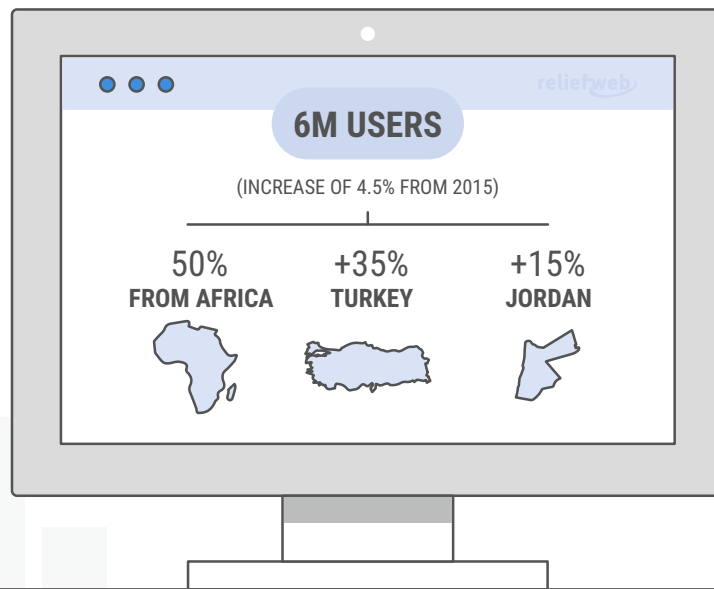 reliefweb
6M USERS
(INCREASE OF 4.5% FROM 2015)
50%
FROM AFRICA
+35%
TURKEY
+15%
JORDAN